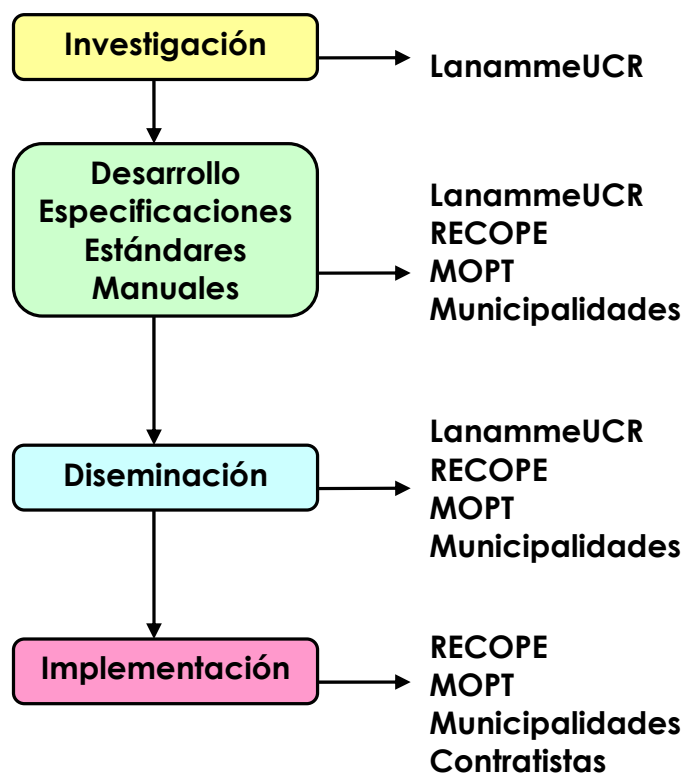 Investigación
LanammeUCR
Desarrollo
Especificaciones
Estándares
Manuales
LanammeUCR
RECOPE
MOPT
Municipalidades
Diseminación
LanammeUCR
RECOPE
MOPT
Municipalidades
Implementación
RECOPE
MOPT
Municipalidades
Contratistas